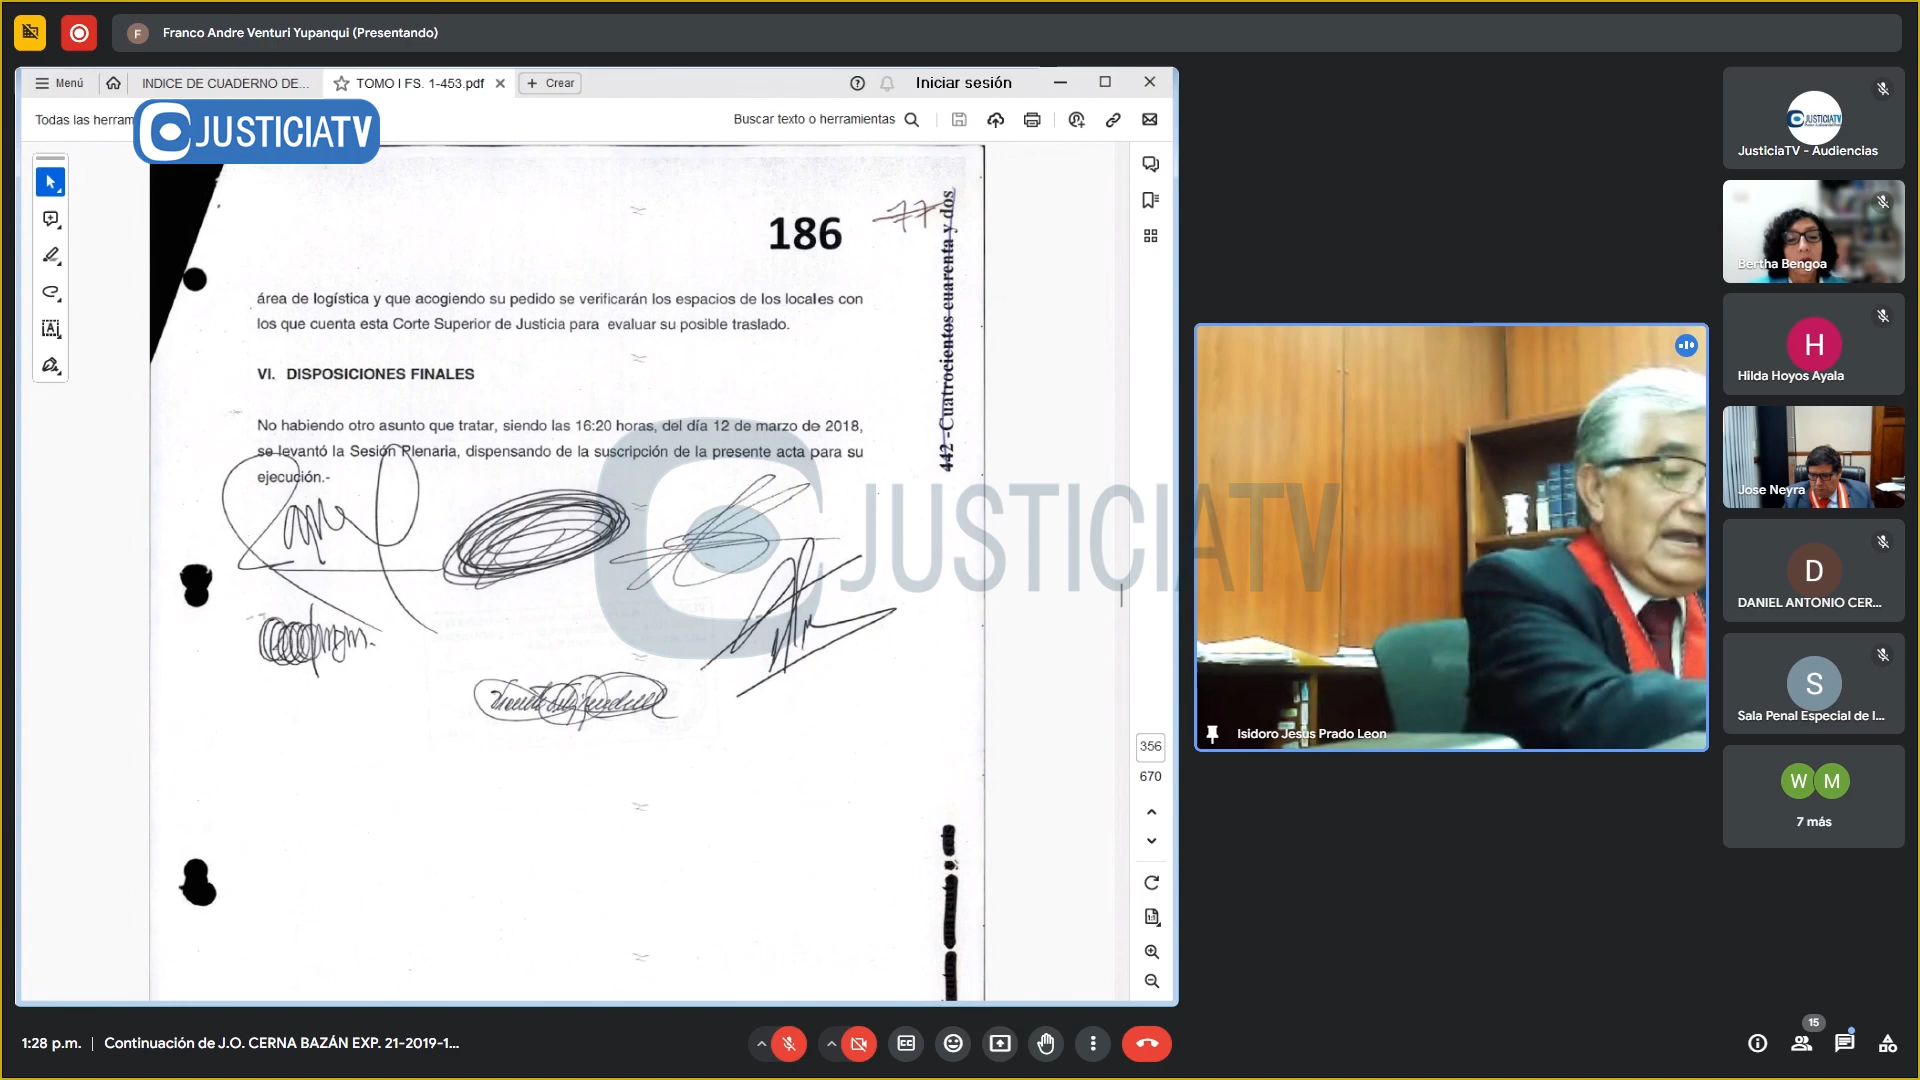 Franco Andre Venturi Yupanqui (Presentando)
Menú
INDICE DE CUADERNO DE...
TOMO I FS. 1-453.pdf
Crear
Iniciar sesión
Todas las herram
JUSTICIATV
Buscar texto o herramientas
186
77
442 -Cuatrocientos cuarenta y dos
área de logística y que acogiendo su pedido se verificarán los espacios de los locales con
los que cuenta esta Corte Superior de Justicia para evaluar su posible traslado.
VI. DISPOSICIONES FINALES
No habiendo otro asunto que tratar, siendo las 16:20 horas, del día 12 de marzo de 2018,
se levantó la Sesión Plenaria, dispensando de la suscripción de la presente acta para su
ejecución.-
JUSTICIATV
356
670
Isidoro Jesus Prado Leon
JUSTICIATV
JusticiaTV - Audiencias
Bertha Bengoa
H
Hilda Hoyos Ayala
Jose Neyra
D
DANIEL ANTONIO CER...
S
Sala Penal Especial de l...
W M
7 más
1:28 p.m.
Continuación de J.O. CERNA BAZÁN EXP. 21-2019-1...
15